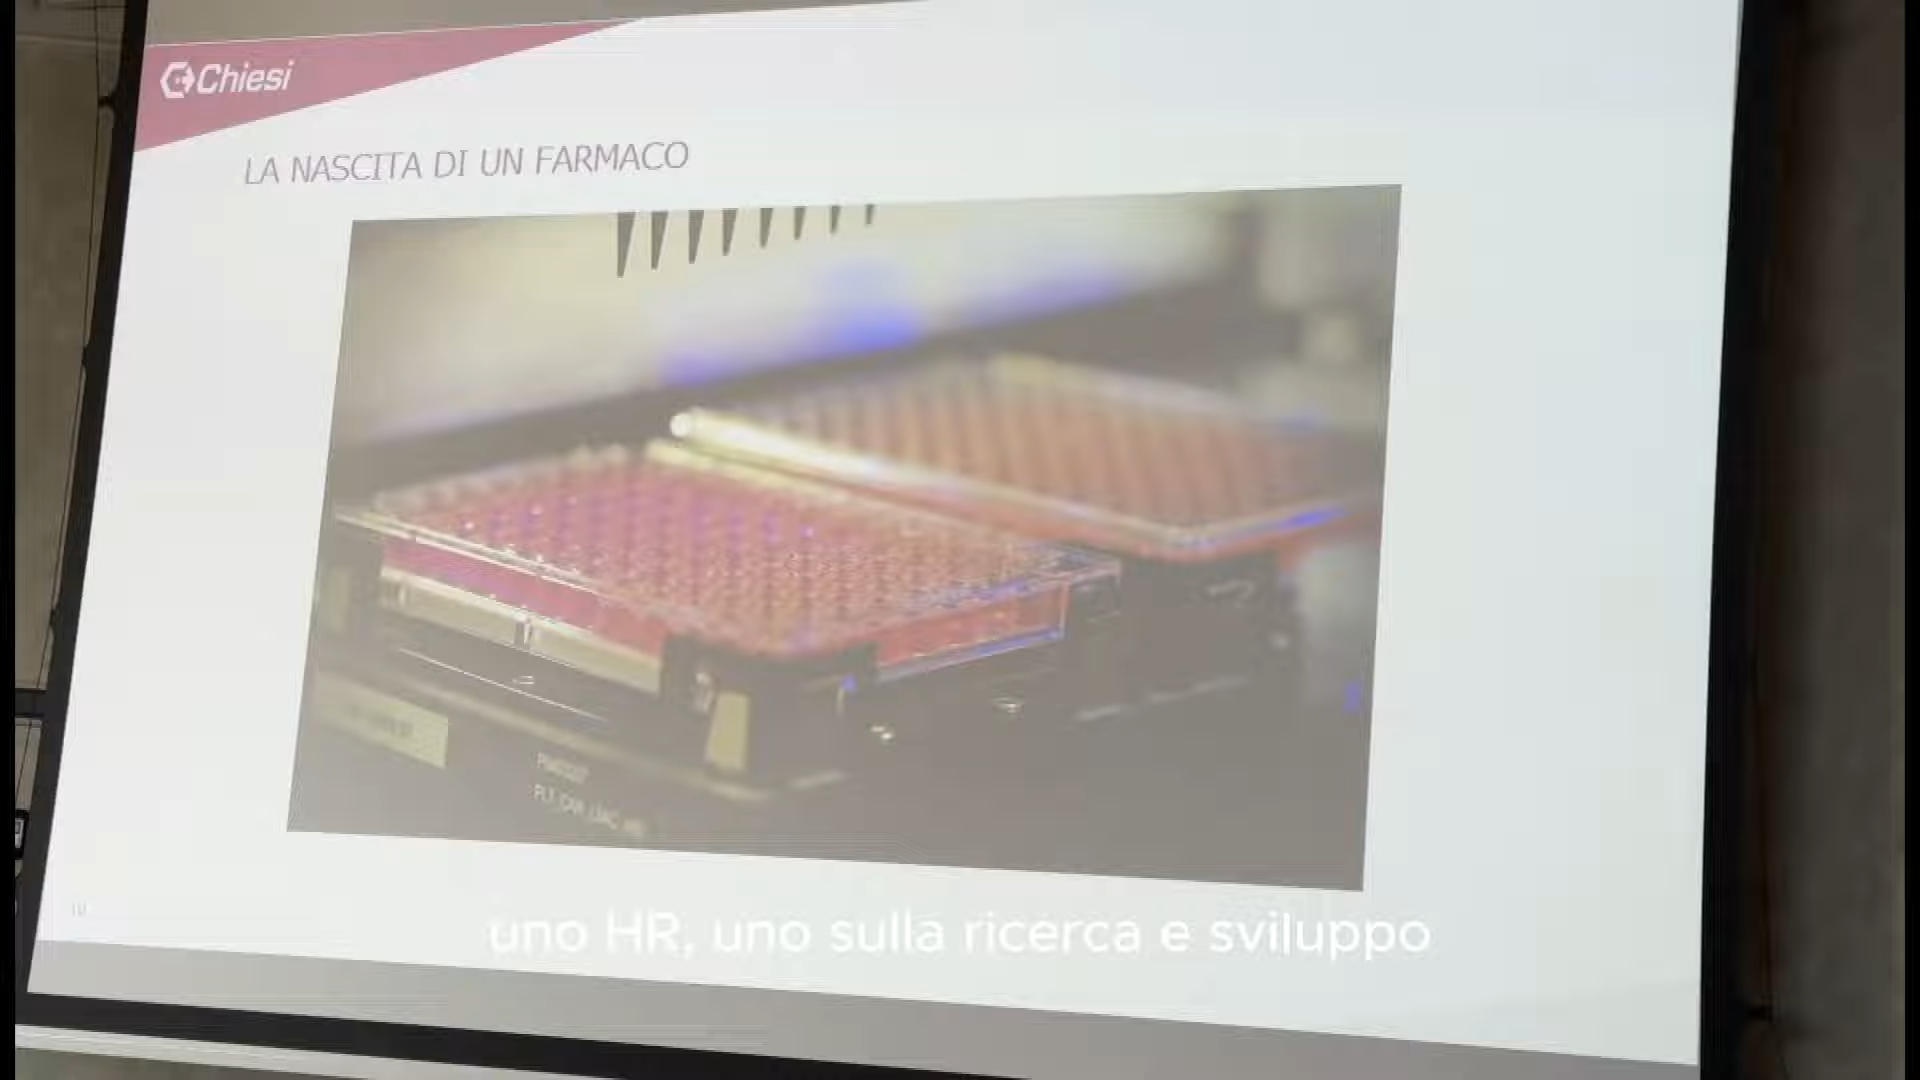 Chiesi
LA NASCITA DI UN FARMACO
uno HR, uno sulla ricerca e sviluppo